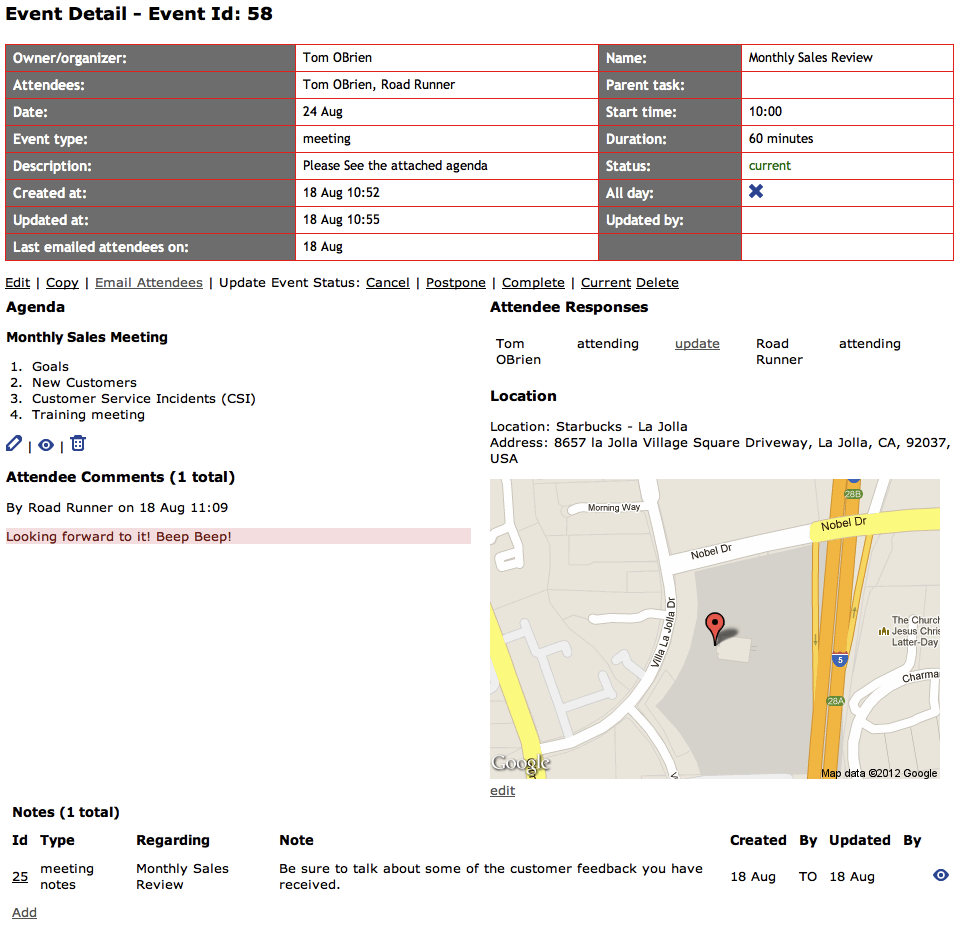 Event Detail - Event Id: 58
Owner/organizer: Tom OBrien Name: Monthly Sales Review
Attendees: Tom OBrien, Road Runner Parent task:
Date: 24 Aug Start time: 10:00
Event type: meeting Duration: 60 minutes
Description: Please See the attached agenda Status: current
Created at: 18 Aug 10:52 All day:
Updated at: 18 Aug 10:55 Updated by:
Last emailed attendees on: 18 Aug
Edit | Copy | Email Attendees | Update Event Status: Cancel | Postpone | Complete | Current Delete
Agenda
Monthly Sales Meeting
1. Goals
2. New Customers
3. Customer Service Incidents (CSI)
4. Training meeting
| |
Attendee Comments (1 total)
By Road Runner on 18 Aug 11:09
Looking forward to it! Beep Beep!
Attendee Responses
Tom attending update Road attending
OBrien Runner
Location
Location: Starbucks - La Jolla
Address: 8657 la Jolla Village Square Driveway, La Jolla, CA, 92037,
USA
28B
Morning Way
Nobel Dr
Nobel Dr
Villa La Jolla Dr
The Church
Jesus Chris
Latter-Day
5
Charma
28A
Google
Map data ©2012 Google
edit
Notes (1 total)
Id Type Regarding Note Created By Updated By
25 meeting Monthly Sales Be sure to talk about some of the customer feedback you have 18 Aug TO 18 Aug
notes Review received.
Add